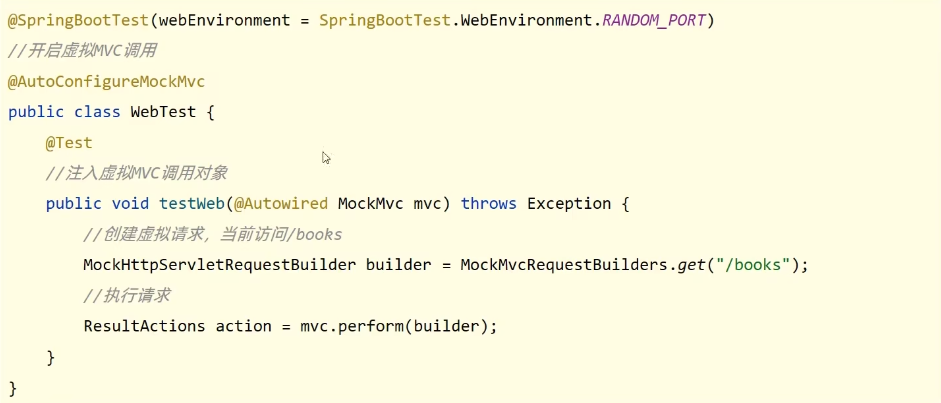 @SpringBootTest(webEnvironment = SpringBootTest.WebEnvironment.RANDOM_PORT)
//开启虚拟MVC调用
@AutoConfigureMockMvc
public class WebTest {
    @Test
    //注入虚拟MVC调用对象
    public void testWeb(@Autowired MockMvc mvc) throws Exception {
        //创建虚拟请求，当前访问/books
        MockHttpServletRequestBuilder builder = MockMvcRequestBuilders.get("/books");
        //执行请求
        ResultActions action = mvc.perform(builder);
    }
}